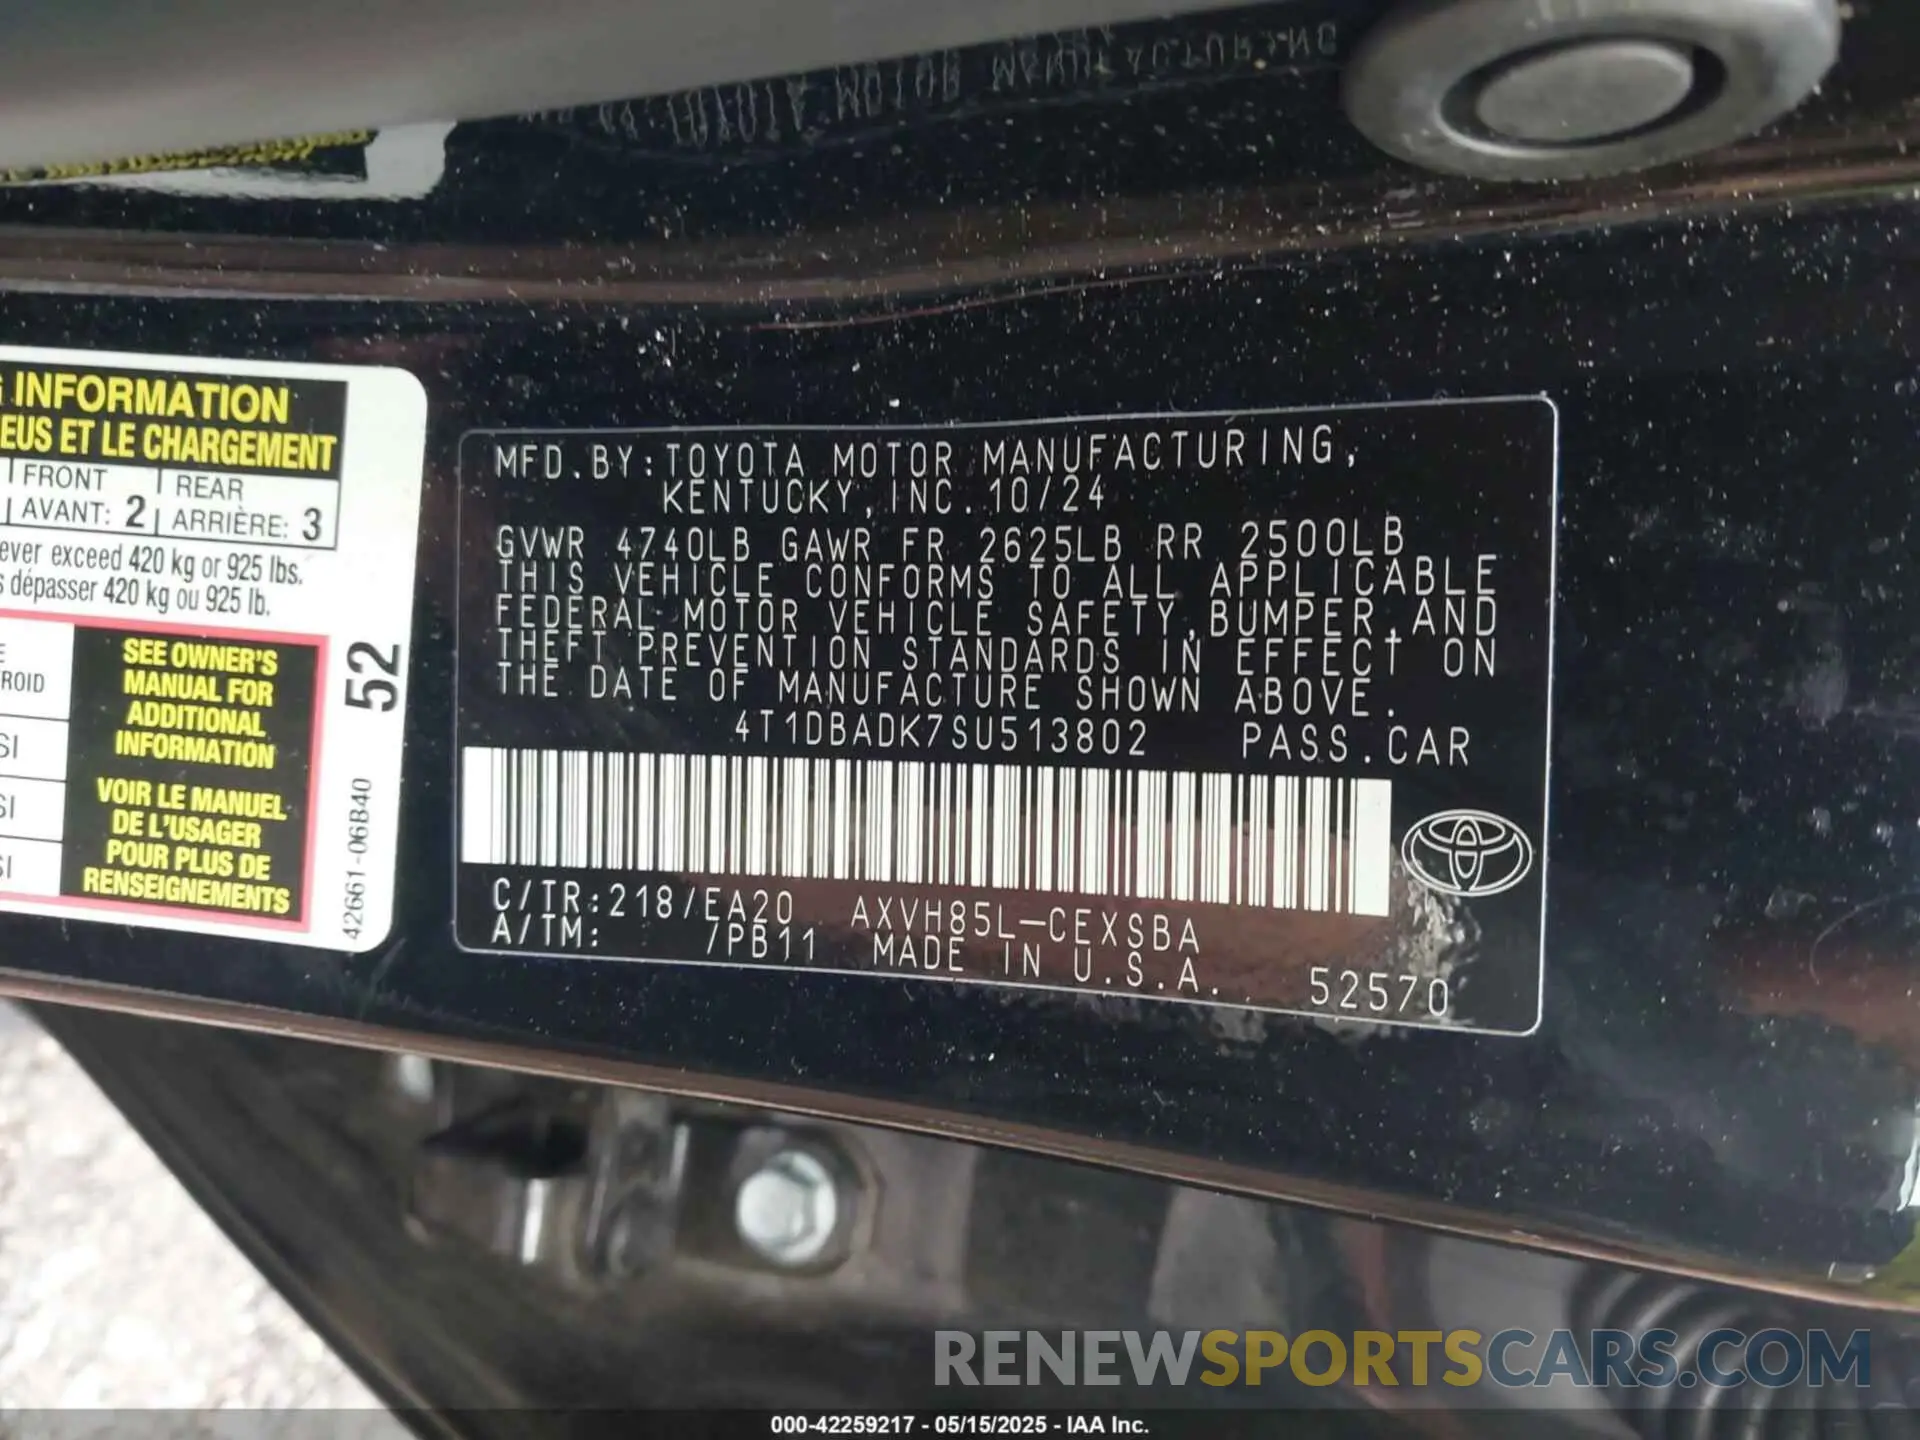 INFORMATION
EUS ET LE CHARGEMENT
FRONT REAR
AVANT: 2 ARRIÈRE: 3
ever exceed 420 kg or 925 lbs.
s dépasser 420 kg ou 925 lb.
ROID
SI
SI
SI
SEE OWNER'S
MANUAL FOR
ADDITIONAL
INFORMATION
VOIR LE MANUEL
DE L'USAGER
POUR PLUS DE
RENSEIGNEMENTS
52
42661-06B40
MFD.BY:TOYOTA MOTOR MANUFACTURING,
KENTUCKY,INC.10/24
GVWR 4740LB GAWR FR 2625LB RR 2500LB
THIS VEHICLE CONFORMS TO ALL APPLICABLE
FEDERAL MOTOR VEHICLE SAFETY,BUMPER,AND
THEFT PREVENTION STANDARDS IN EFFECT ON
THE DATE OF MANUFACTURE SHOWN ABOVE.
4T1DBADK7SU513802 PASS.CAR
C/TR:218/EA20 AXVH85L-CEXSBA
A/TM: /PB11 MADE IN U.S.A. 52570
RENEWSPORTSCARS.COM
000-42259217 - 05/15/2025 - IAA Inc.